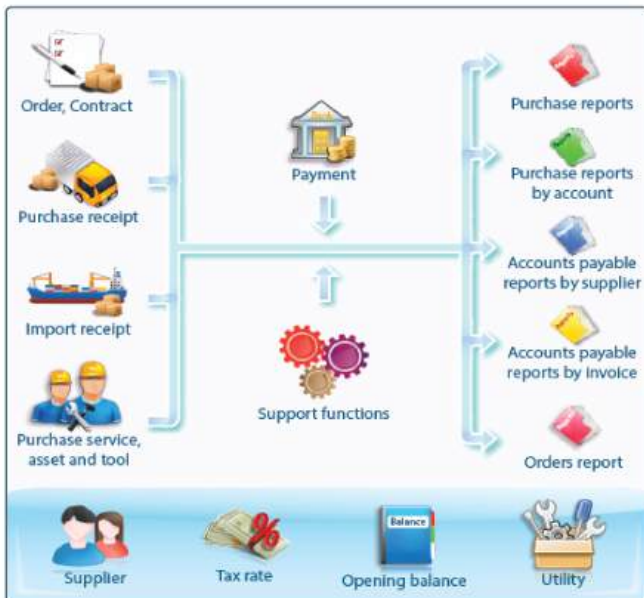 Order, Contract
Purchase receipt
Import receipt
Purchase service,
asset and tool
Bank
Payment
Support functions
Purchase reports
Purchase reports
by account
Accounts payable
reports by supplier
Accounts payable
reports by invoice
Orders report
Supplier
%
Tax rate
Balance
Opening balance
Utility